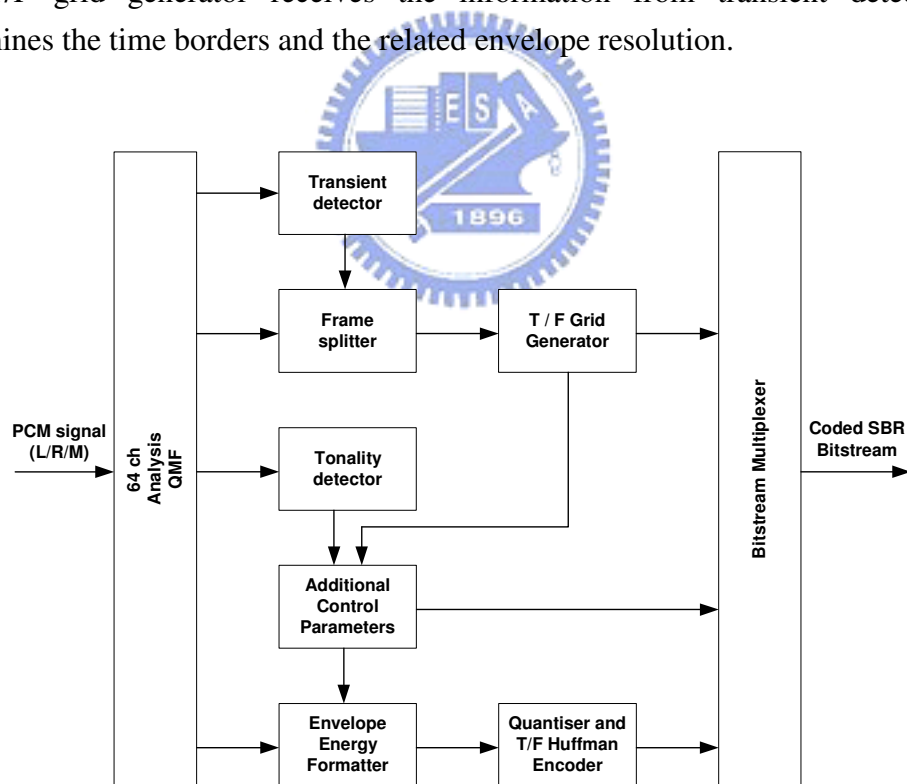 grid generator receives the information from transient
the time borders and the related envelope resolution.
E S A
1896
Transient
detector
Frame
splitter
T / F Grid
Generator
PCM signal
(L/R/M)
64 ch
Analysis
QMF
Tonality
detector
Bitstream Multiplexer
Coded SBR
Bitstream
Additional
Control
Parameters
Envelope
Energy
Formatter
Quantiser and
T/F Huffman
Encoder